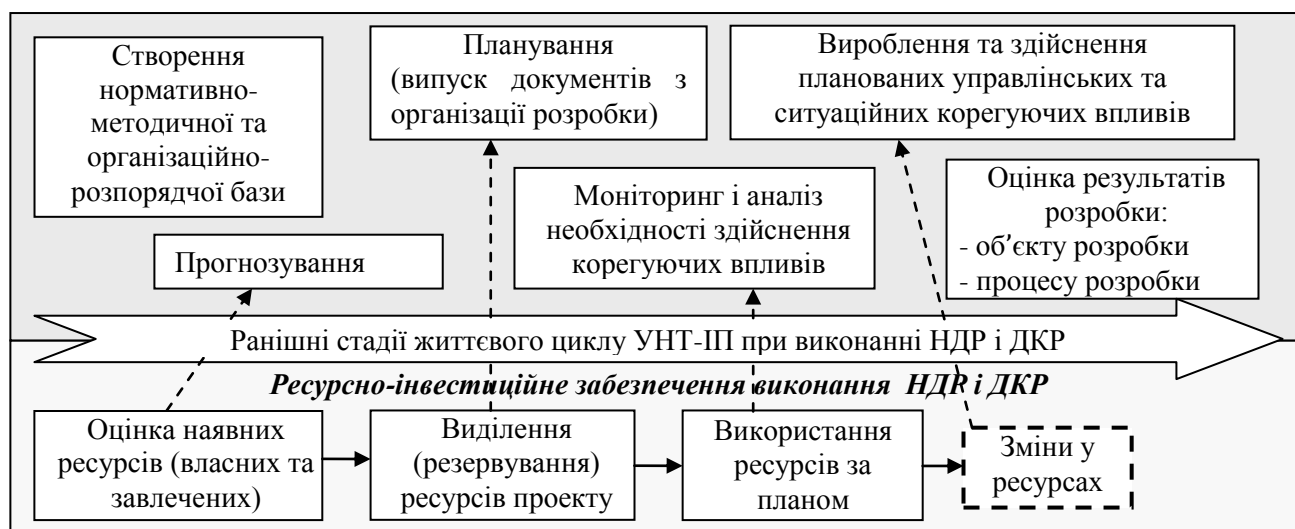 Створення
нормативно-
методичної та
організаційно-
розпорядчої бази
Планування
(випуск документів з
організації розробки)
Вироблення та здійснення
планованих управлінських та
ситуаційних корегуючих впливів
Прогнозування
Моніторинг і аналіз
необхідності здійснення
корегуючих впливів
Оцінка результатів
розробки:
- об’єкту розробки
- процесу розробки
Ранішні стадії життєвого циклу УНТ-ІП при виконанні НДР і ДКР
Ресурсно-інвестиційне забезпечення виконання НДР і ДКР
Оцінка наявних
ресурсів (власних та
завлечених)
Виділення
(резервування)
ресурсів проекту
Використання
ресурсів за
планом
Зміни у
ресурсах